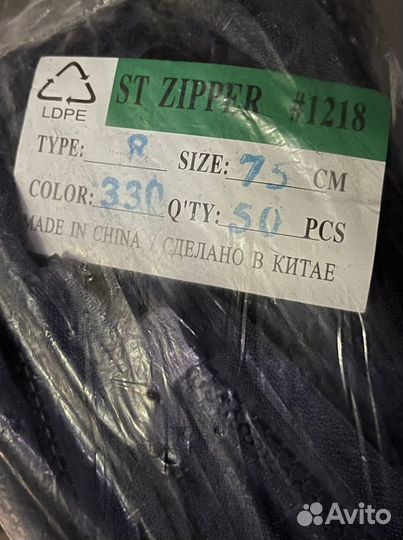 ST ZIPPER #1218
LDPE
TYPE: R SIZE: 75 CM
COLOR: 330 Q'TY: 50 PCS
MADE IN CHINA / СДЕЛАНО В КИТАЕ
Avito